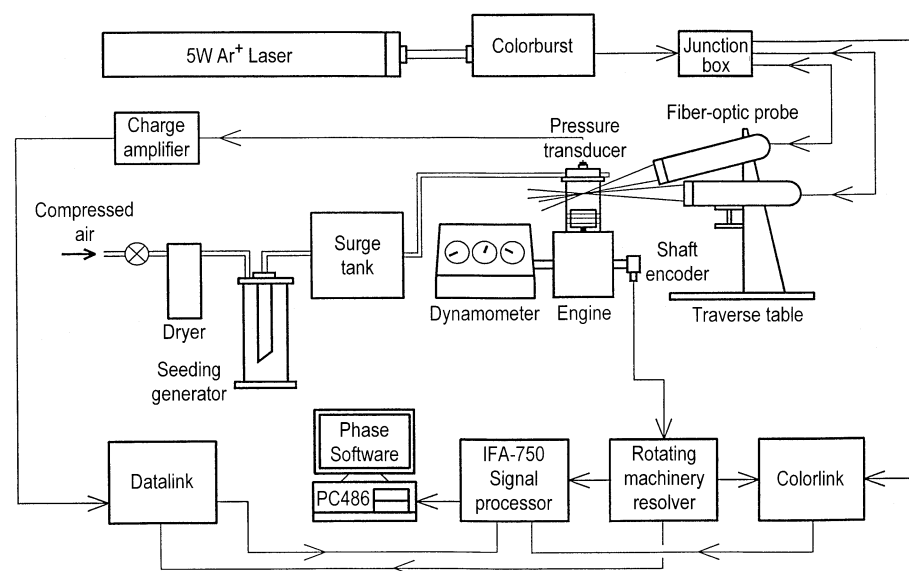 5W Ar⁺ Laser
Colorburst
Junction
box
Charge
amplifier
Pressure
transducer
Fiber-optic probe
Compressed
air
Surge
tank
Shaft
encoder
Dryer
Dynamometer
Engine
Traverse table
Seeding
generator
Phase
Software
PC486
IFA-750
Signal
processor
Rotating
machinery
resolver
Datalink
Colorlink